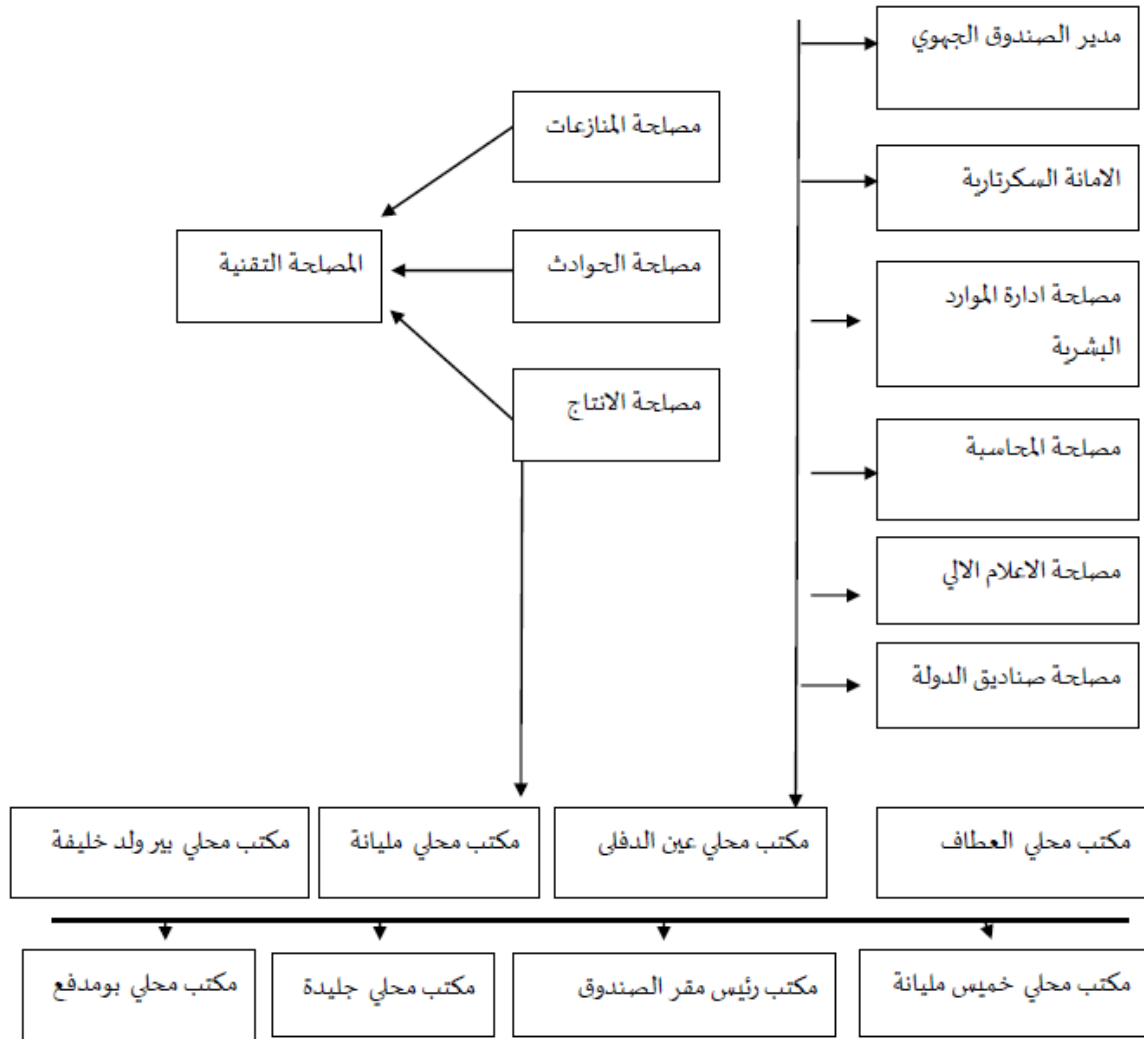 مدير الصندوق الجهوي
مصلحة المنازعات
الامانة السكرتارية
المصلحة التقنية
مصلحة الحوادث
مصلحة ادارة الموارد
البشرية
مصلحة الانتاج
مصلحة المحاسبة
مصلحة الاعلام الالي
مصلحة صناديق الدولة
مكتب محلي العطاف
مكتب محلي عين الدفلى
مكتب محلي مليانة
مكتب محلي بير ولد خليفة
مكتب محلي خميس مليانة
مكتب رئيس مقر الصندوق
مكتب محلي جليدة
مكتب محلي بومدفع